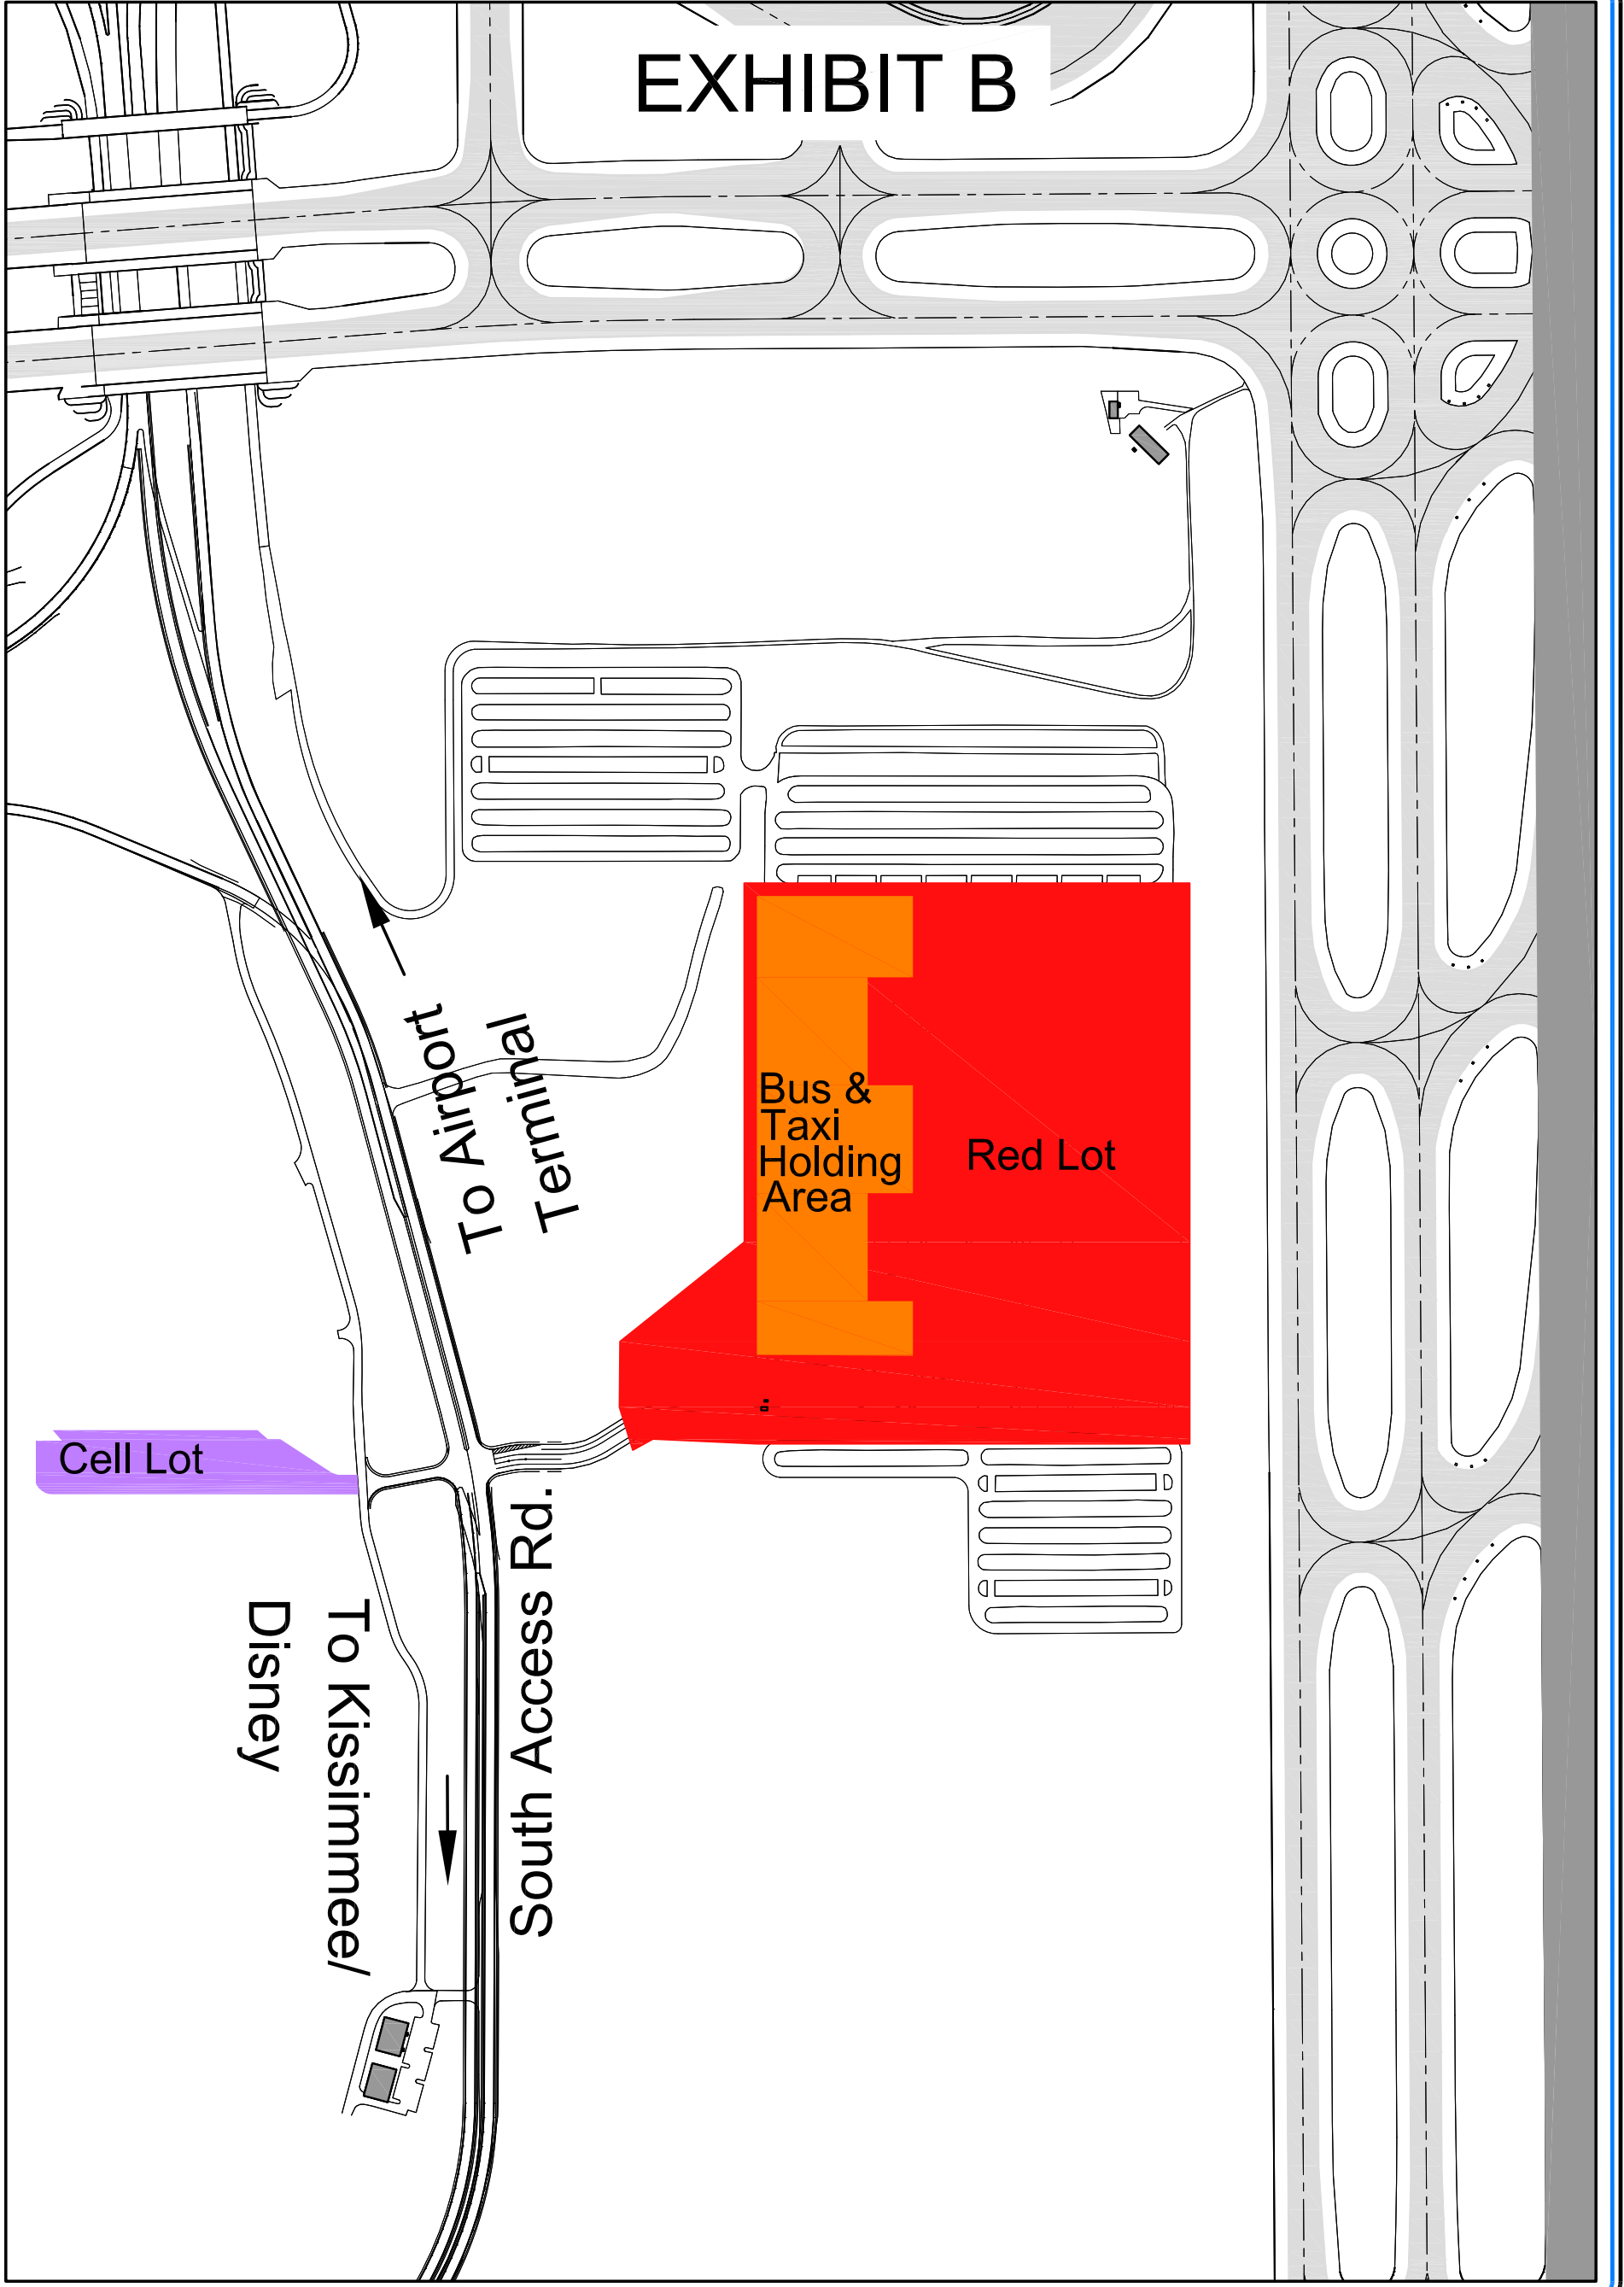 EXHIBIT B
To Airport
Terminal
Bus &
Taxi
Holding
Area
Red Lot
Cell Lot
South Access Rd.
To Kissimmee/
Disney